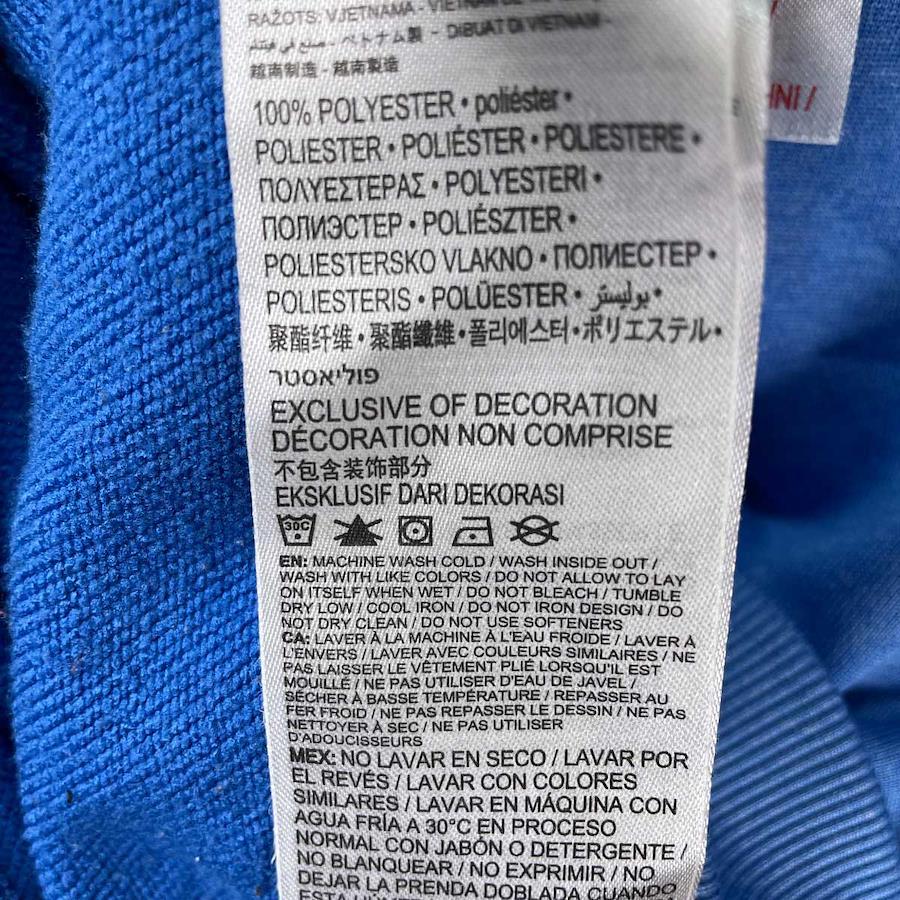 RAŽOTS: VJETNAMA - VIETNAM
صنع في فيتنام - ベトナム製 - DIBUAT DI VIETNAM -
越南制造 - 越南製造
100% POLYESTER • poliéster •
POLIESTER • POLIÉSTER • POLIESTERE •
ΠΟΛΥΕΣΤΕΡΑΣ • POLYESTERI •
ПОЛИЭСТЕР • POLIÉSZTER •
POLIESTERSKO VLAKNO • ПОЛИЕСТЕР •
POLIESTERIS • POLÜESTER • بوليستر •
聚酯纤维 • 聚酯纖維 • 폴리에스터 • ポリエステル •
פוליאסטר
EXCLUSIVE OF DECORATION
DÉCORATION NON COMPRISE
不包含装饰部分
EKSKLUSIF DARI DEKORASI
30C
EN: MACHINE WASH COLD / WASH INSIDE OUT /
WASH WITH LIKE COLORS / DO NOT ALLOW TO LAY
ON ITSELF WHEN WET / DO NOT BLEACH / TUMBLE
DRY LOW / COOL IRON / DO NOT IRON DESIGN / DO
NOT DRY CLEAN / DO NOT USE SOFTENERS
CA: LAVER À LA MACHINE À L'EAU FROIDE / LAVER À
L'ENVERS / LAVER AVEC COULEURS SIMILAIRES / NE
PAS LAISSER LE VÊTEMENT PLIÉ LORSQU'IL EST
MOUILLÉ / NE PAS UTILISER D'EAU DE JAVEL /
SÉCHER À BASSE TEMPÉRATURE / REPASSER AU
FER FROID / NE PAS REPASSER LE DESSIN / NE PAS
NETTOYER À SEC / NE PAS UTILISER
D'ADOUCISSEURS
MEX: NO LAVAR EN SECO / LAVAR POR
EL REVÉS / LAVAR CON COLORES
SIMILARES / LAVAR EN MÁQUINA CON
AGUA FRÍA A 30°C EN PROCESO
NORMAL CON JABÓN O DETERGENTE /
NO BLANQUEAR / NO EXPRIMIR / NO
DEJAR LA PRENDA DOBLADA CUANDO